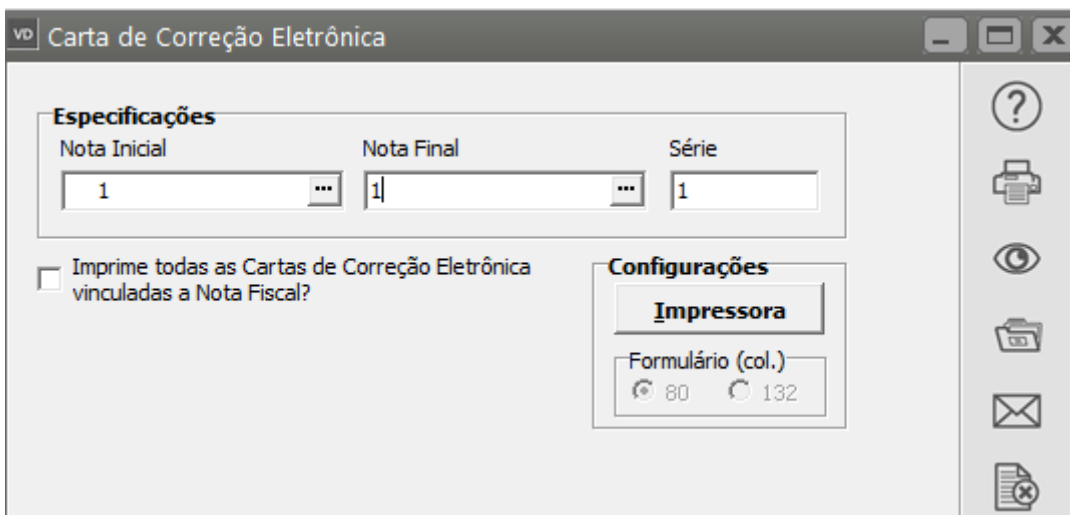 VD Carta de Correção Eletrônica
Especificações
Nota Inicial Nota Final Série
1 ... 1 ... 1
Imprime todas as Cartas de Correção Eletrônica
vinculadas a Nota Fiscal?
Configurações
Impressora
Formulário (col.)
80 132